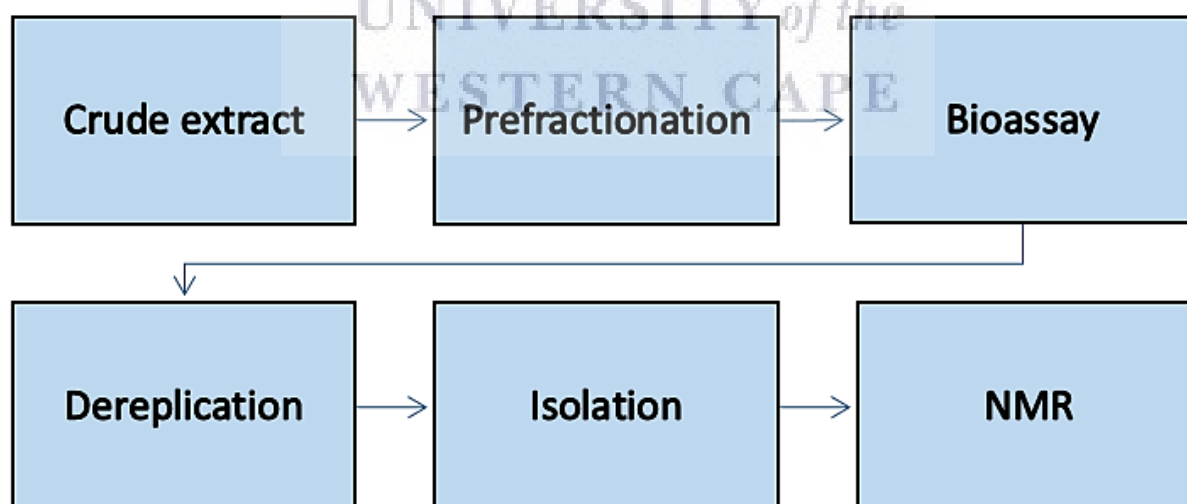 UNIVERSITY of the
WESTERN CAPE
Crude extract
Prefractionation
Bioassay
Dereplication
Isolation
NMR